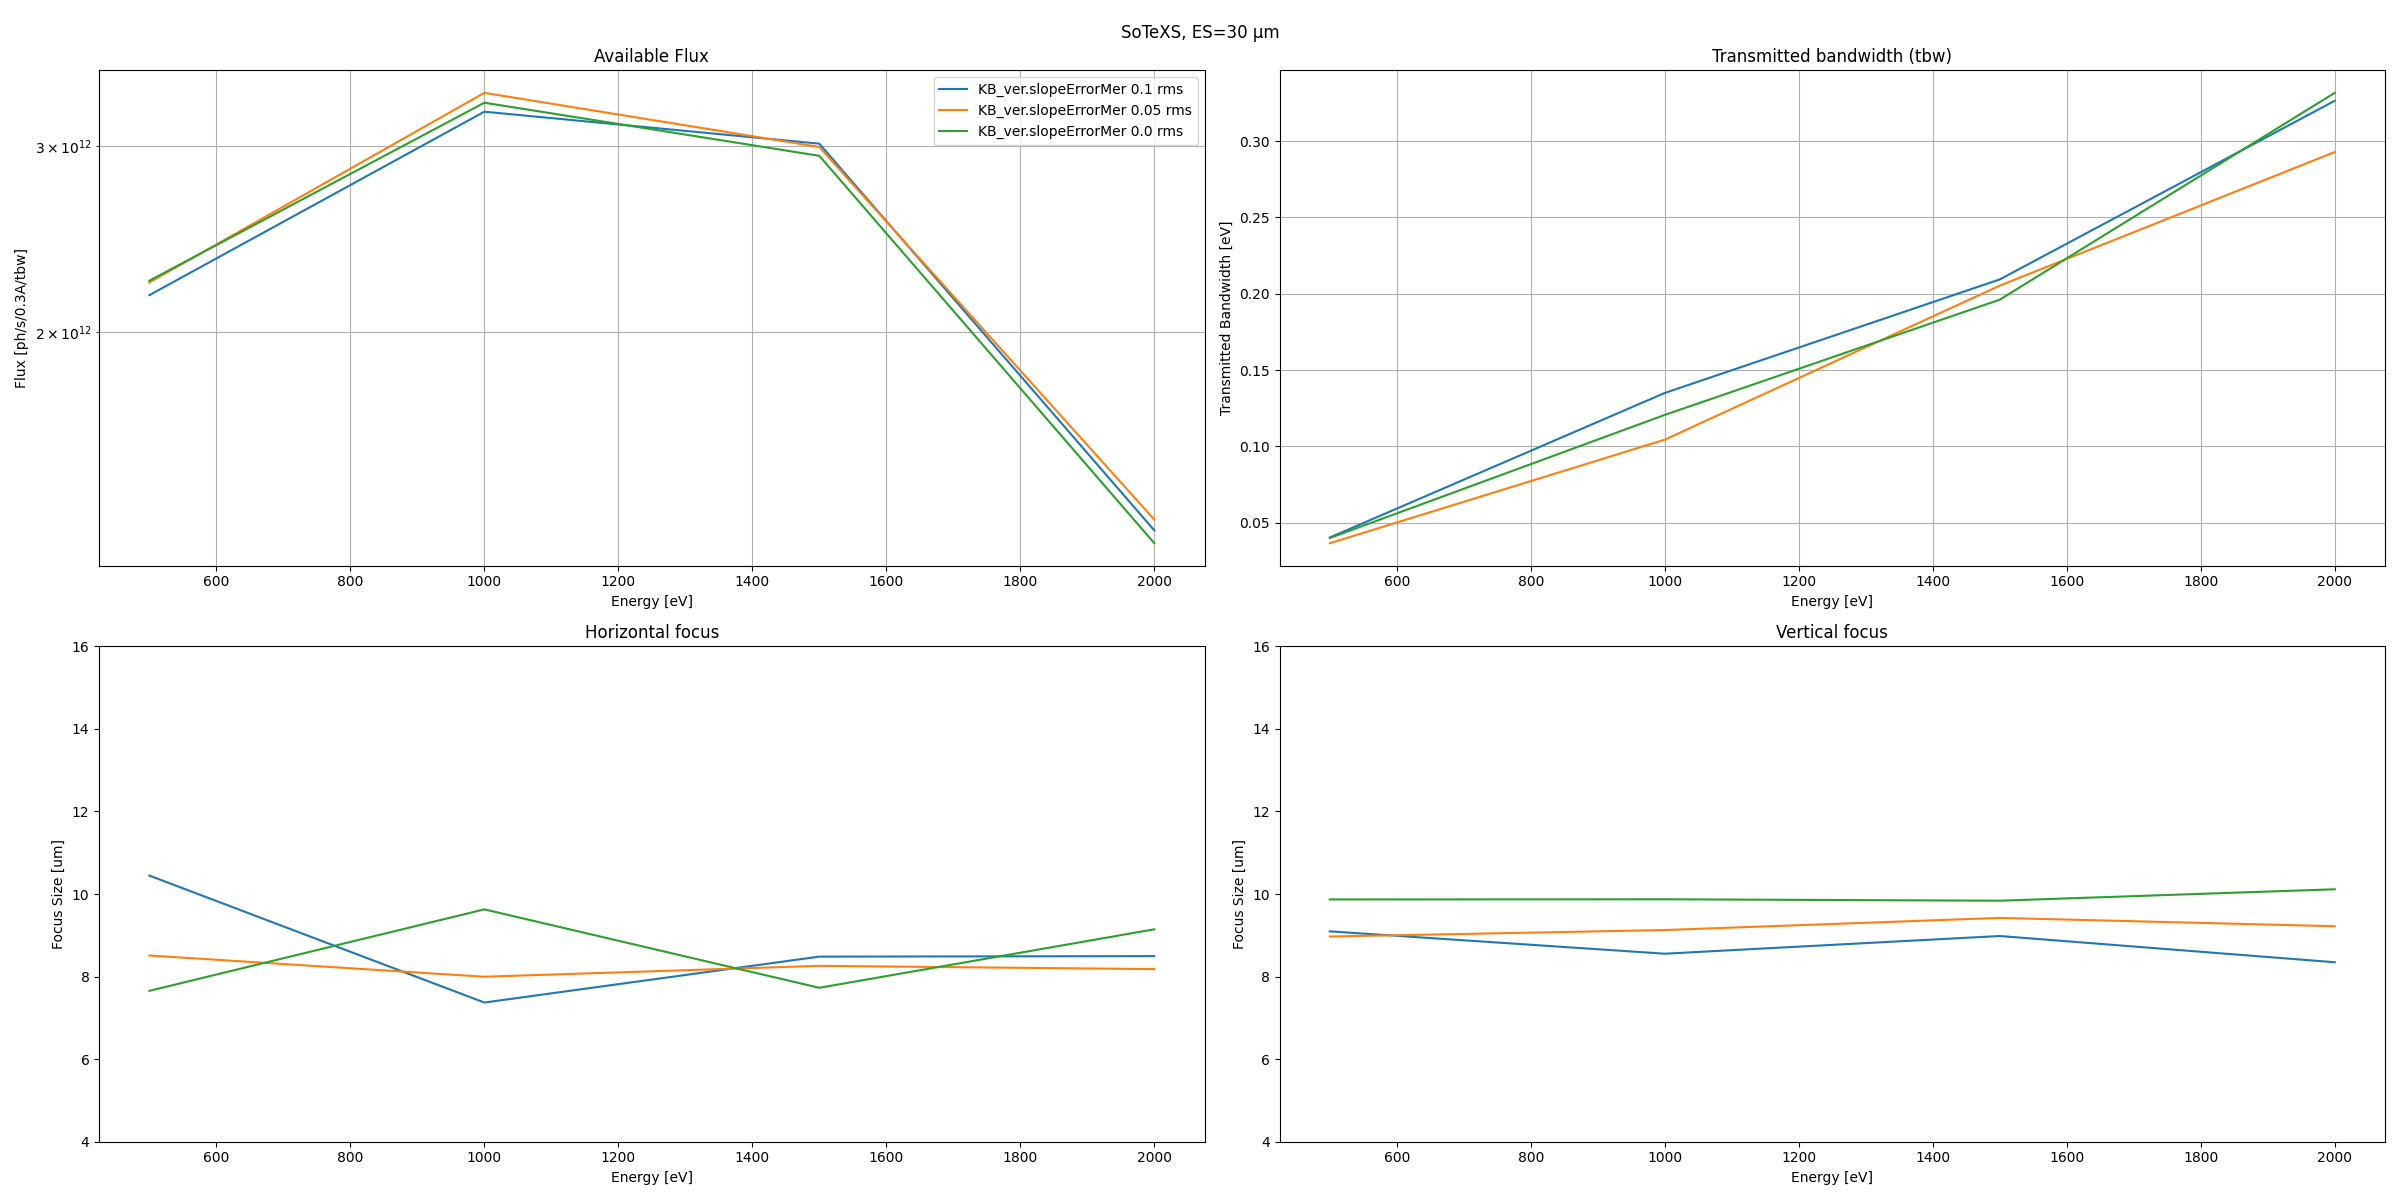 SoTeXS, ES=30 μm
Available Flux
Flux [ph/s/0.3A/tbw]
3 × 10¹²
2 × 10¹²
KB_ver.slopeErrorMer 0.1 rms
KB_ver.slopeErrorMer 0.05 rms
KB_ver.slopeErrorMer 0.0 rms
600 800 1000 1200 1400 1600 1800 2000
Energy [eV]
Transmitted bandwidth (tbw)
Transmitted Bandwidth [eV]
0.30
0.25
0.20
0.15
0.10
0.05
600 800 1000 1200 1400 1600 1800 2000
Energy [eV]
Horizontal focus
Focus Size [um]
16
14
12
10
8
6
4
600 800 1000 1200 1400 1600 1800 2000
Energy [eV]
Vertical focus
Focus Size [um]
16
14
12
10
8
6
4
600 800 1000 1200 1400 1600 1800 2000
Energy [eV]